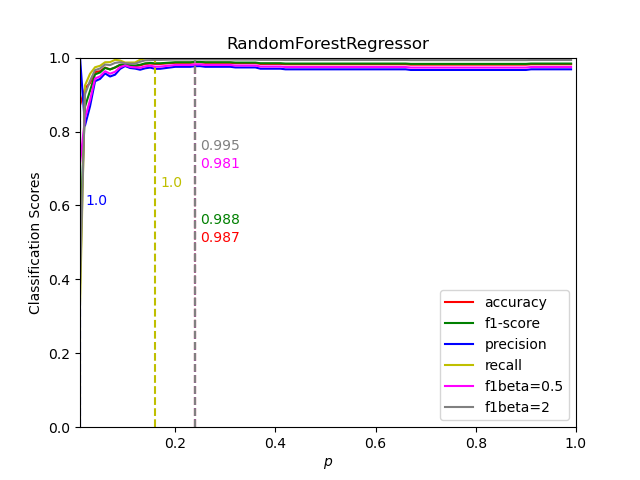 RandomForestRegressor
Classification Scores
1.0
0.8
0.6
0.4
0.2
0.0
0.995
0.981
1.0
1.0
0.988
0.987
accuracy
f1-score
precision
recall
f1beta=0.5
f1beta=2
0.2
0.4
0.6
0.8
1.0
p